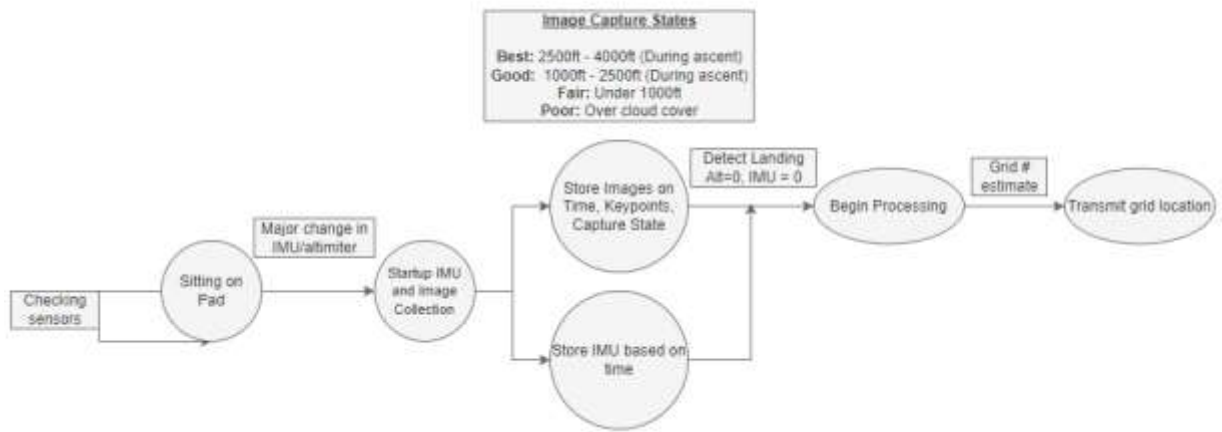 Image Capture States
Best: 2500ft - 4000ft (During ascent)
Good: 1000ft - 2500ft (During ascent)
Fair: Under 1000ft
Poor: Over cloud cover
Checking
sensors
Sitting on
Pad
Major change in
IMU/altimiter
Startup IMU
and Image
Collection
Store Images on
Time, Keypoints,
Capture State
Store IMU based on
time
Detect Landing
Alt=0, IMU = 0
Begin Processing
Grid #
estimate
Transmit grid location